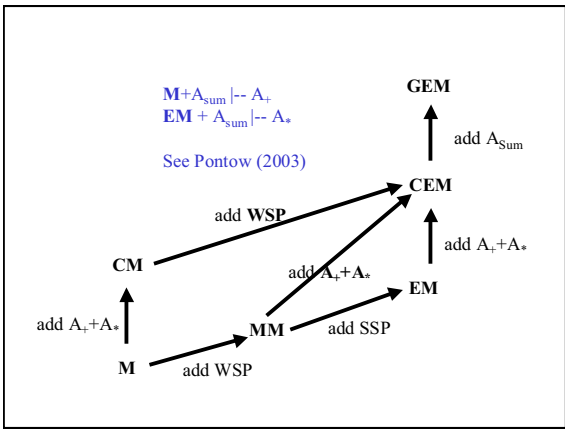 GEM
M+A_sum |-- A_+
EM + A_sum |-- A_*
add A_Sum
See Pontow (2003)
CEM
add WSP
add A_++A_*
CM
add A_++A_*
EM
add A_++A_*
MM
add SSP
M
add WSP